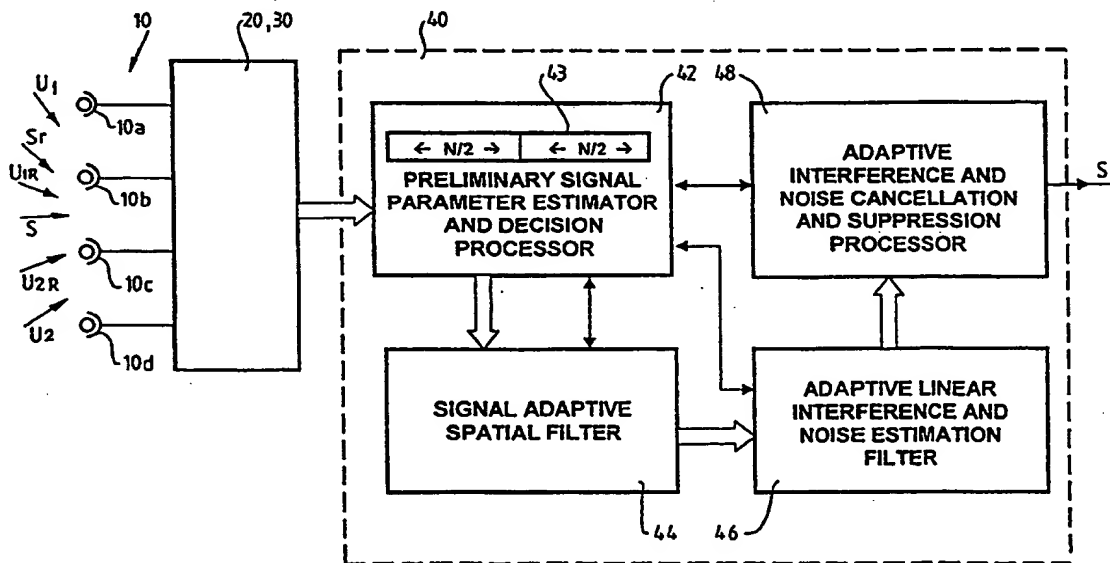 10
20,30
40
U1
10a
Sr
U1R
10b
S
U2R
10c
U2
10d
43
42
← N/2 → ← N/2 →
PRELIMINARY SIGNAL
PARAMETER ESTIMATOR
AND DECISION
PROCESSOR
48
ADAPTIVE
INTERFERENCE AND
NOISE CANCELLATION
AND SUPPRESSION
PROCESSOR
S
SIGNAL ADAPTIVE
SPATIAL FILTER
44
ADAPTIVE LINEAR
INTERFERENCE AND
NOISE ESTIMATION
FILTER
46